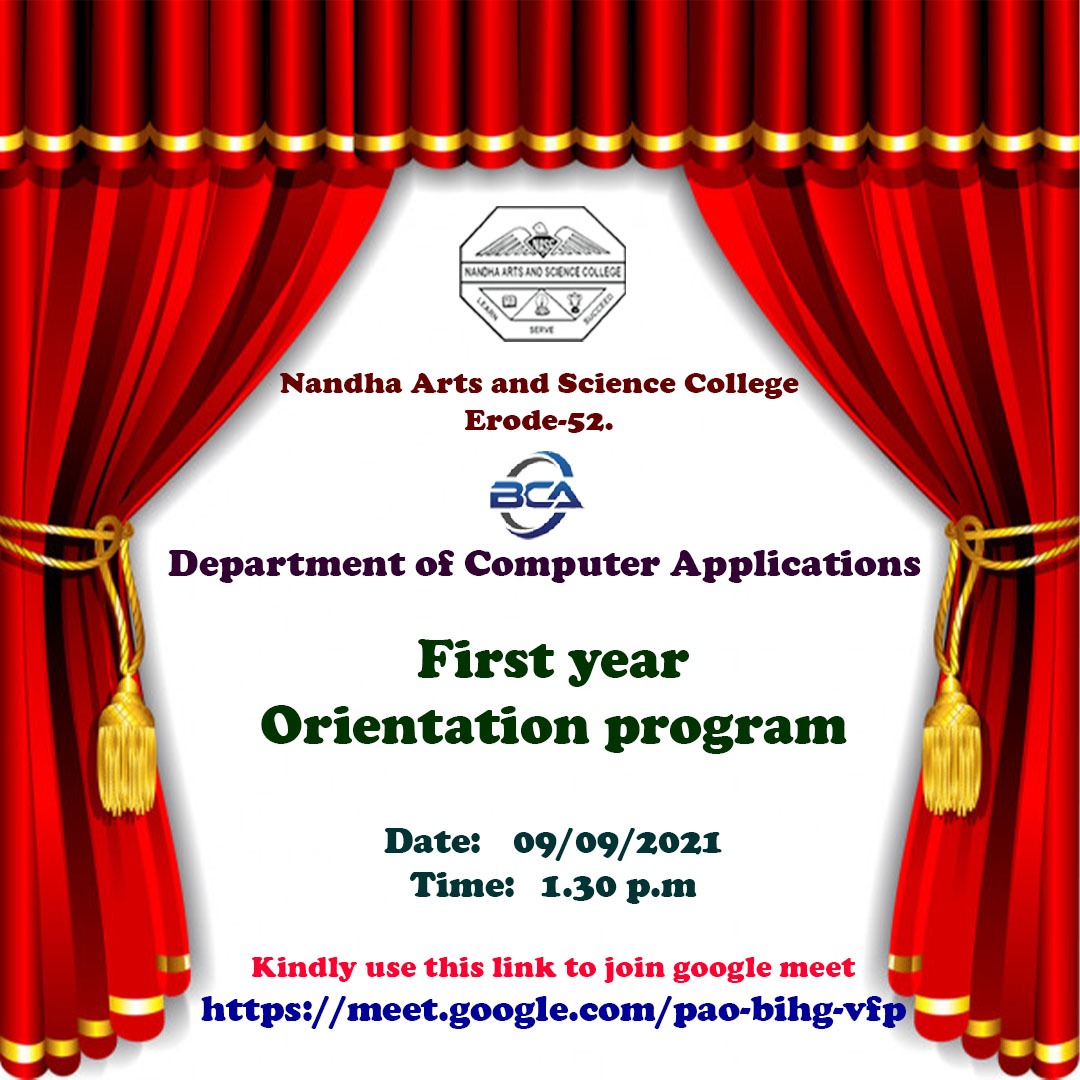 NASC
NANDHA ARTS AND SCIENCE COLLEGE
LEARN
SERVE
SUCCEED
Nandha Arts and Science College
Erode-52.
BCA
Department of Computer Applications
First year
Orientation program
Date: 09/09/2021
Time: 1.30 p.m
Kindly use this link to join google meet
https://meet.google.com/pao-bihg-vfp